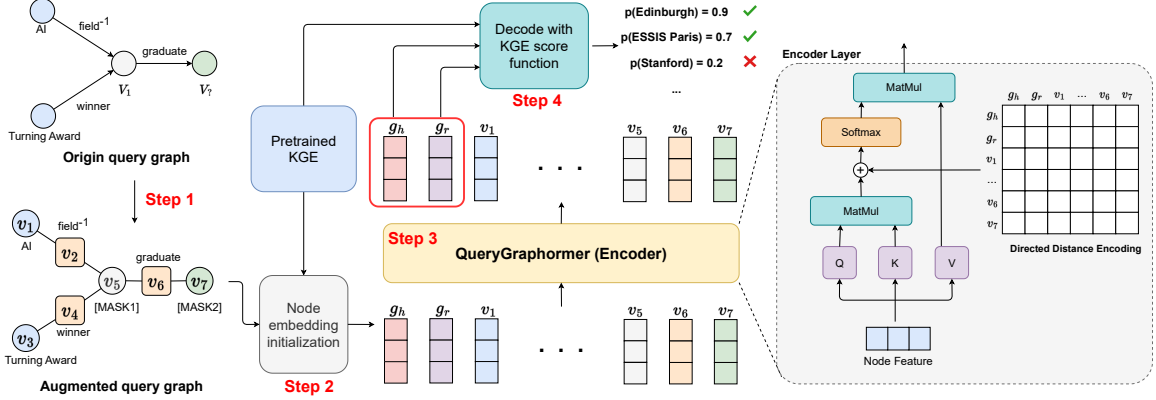 AI
field⁻¹
graduate
V₁
V?
winner
Turning Award
Origin query graph
Step 1
v₁
AI
field⁻¹
v₂
graduate
v₅
v₆
v₇
[MASK1]
[MASK2]
v₄
winner
v₃
Turning Award
Augmented query graph
Pretrained
KGE
Node
embedding
initialization
Step 2
Decode with
KGE score
function
Step 4
p(Edinburgh) = 0.9
p(ESSIS Paris) = 0.7
p(Stanford) = 0.2
...
g_h g_r v₁ v₅ v₆ v₇
. . .
Step 3
QueryGraphormer (Encoder)
g_h g_r v₁ v₅ v₆ v₇
. . .
Encoder Layer
MatMul
Softmax
+
MatMul
Q K V
Node Feature
g_h g_r v₁ ... v₆ v₇
g_h
g_r
v₁
...
v₆
v₇
Directed Distance Encoding